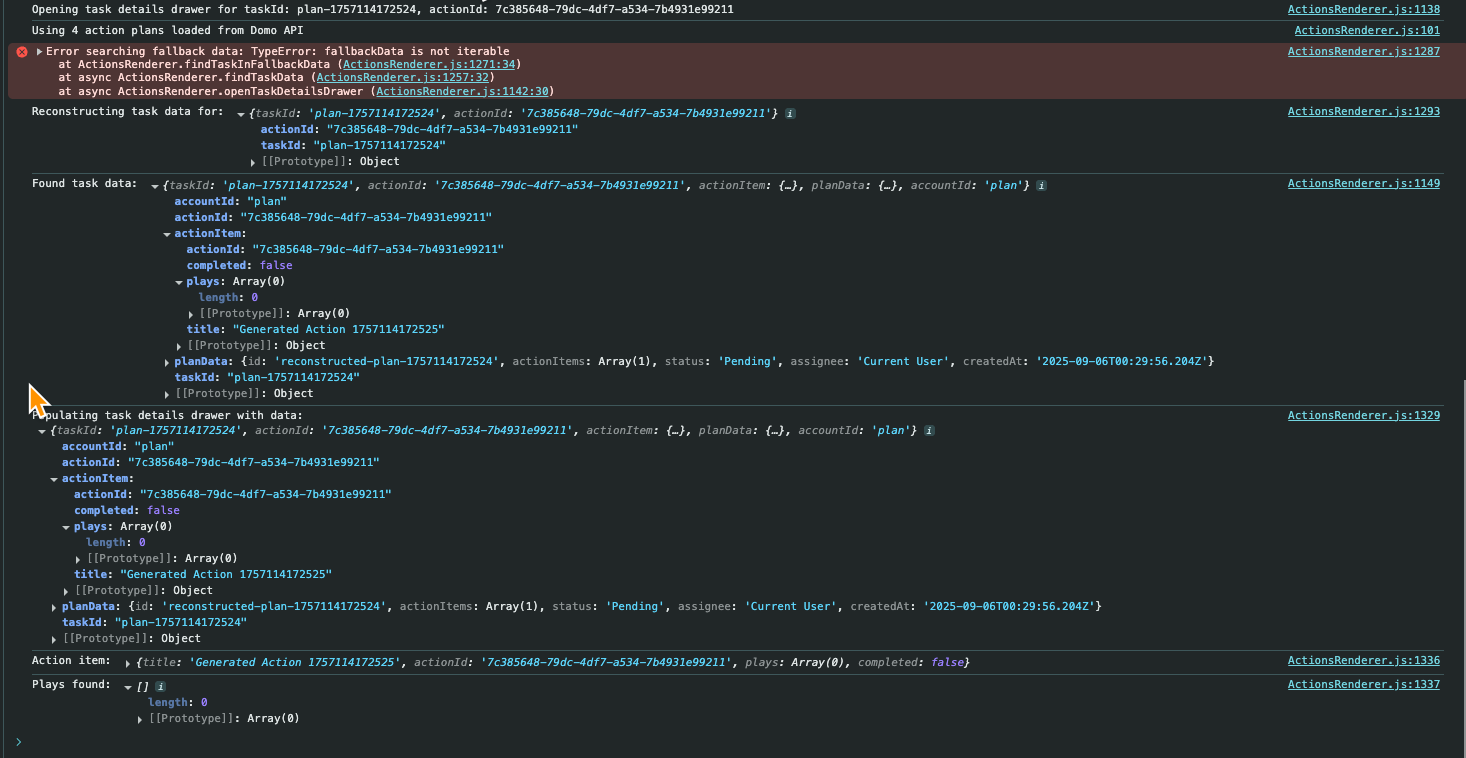 Opening task details drawer for taskId: plan-1757114172524, actionId: 7c385648-79dc-4df7-a534-7b4931e99211 ActionsRenderer.js:1138
Using 4 action plans loaded from Domo API ActionsRenderer.js:101
Error searching fallback data: TypeError: fallbackData is not iterable ActionsRenderer.js:1287
at ActionsRenderer.findTaskInFallbackData (ActionsRenderer.js:1271:34)
at async ActionsRenderer.findTaskData (ActionsRenderer.js:1257:32)
at async ActionsRenderer.openTaskDetailsDrawer (ActionsRenderer.js:1142:30)
Reconstructing task data for: {taskId: 'plan-1757114172524', actionId: '7c385648-79dc-4df7-a534-7b4931e99211'} i ActionsRenderer.js:1293
actionId: "7c385648-79dc-4df7-a534-7b4931e99211"
taskId: "plan-1757114172524"
[[Prototype]]: Object
Found task data: {taskId: 'plan-1757114172524', actionId: '7c385648-79dc-4df7-a534-7b4931e99211', actionItem: {…}, planData: {…}, accountId: 'plan'} i ActionsRenderer.js:1149
accountId: "plan"
actionId: "7c385648-79dc-4df7-a534-7b4931e99211"
actionItem:
actionId: "7c385648-79dc-4df7-a534-7b4931e99211"
completed: false
plays: Array(0)
length: 0
[[Prototype]]: Array(0)
title: "Generated Action 1757114172525"
[[Prototype]]: Object
planData: {id: 'reconstructed-plan-1757114172524', actionItems: Array(1), status: 'Pending', assignee: 'Current User', createdAt: '2025-09-06T00:29:56.204Z'}
taskId: "plan-1757114172524"
[[Prototype]]: Object
Populating task details drawer with data: ActionsRenderer.js:1329
{taskId: 'plan-1757114172524', actionId: '7c385648-79dc-4df7-a534-7b4931e99211', actionItem: {…}, planData: {…}, accountId: 'plan'} i
accountId: "plan"
actionId: "7c385648-79dc-4df7-a534-7b4931e99211"
actionItem:
actionId: "7c385648-79dc-4df7-a534-7b4931e99211"
completed: false
plays: Array(0)
length: 0
[[Prototype]]: Array(0)
title: "Generated Action 1757114172525"
[[Prototype]]: Object
planData: {id: 'reconstructed-plan-1757114172524', actionItems: Array(1), status: 'Pending', assignee: 'Current User', createdAt: '2025-09-06T00:29:56.204Z'}
taskId: "plan-1757114172524"
[[Prototype]]: Object
Action item: {title: 'Generated Action 1757114172525', actionId: '7c385648-79dc-4df7-a534-7b4931e99211', plays: Array(0), completed: false} ActionsRenderer.js:1336
Plays found: [] i ActionsRenderer.js:1337
length: 0
[[Prototype]]: Array(0)